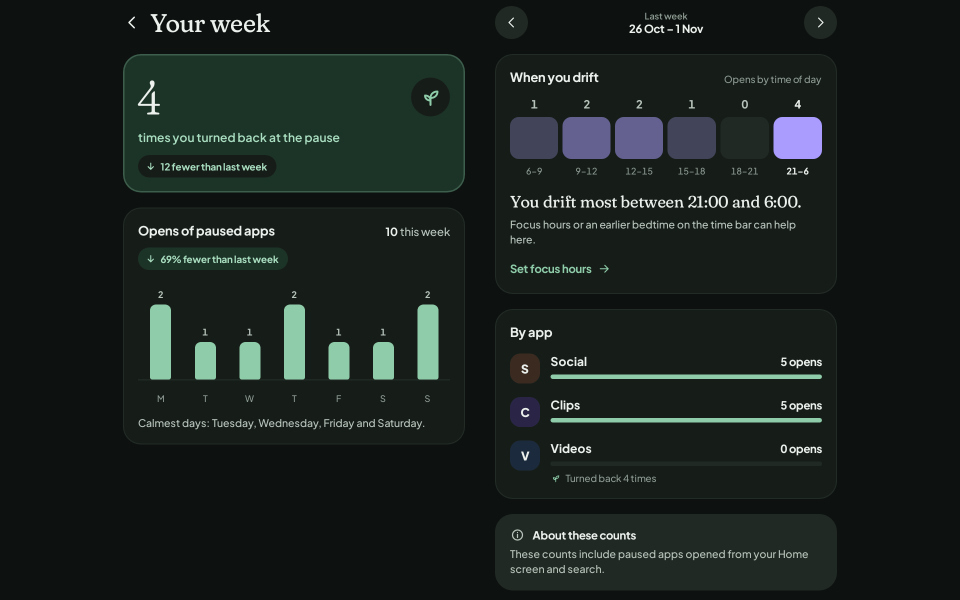 Your week
4
times you turned back at the pause
12 fewer than last week
Opens of paused apps
10 this week
69% fewer than last week
2 1 1 2 1 1 2
M T W T F S S
Calmest days: Tuesday, Wednesday, Friday and Saturday.
Last week
26 Oct – 1 Nov
When you drift
Opens by time of day
1 2 2 1 0 4
6–9 9–12 12–15 15–18 18–21 21–6
You drift most between 21:00 and 6:00.
Focus hours or an earlier bedtime on the time bar can help
here.
Set focus hours
By app
S Social 5 opens
C Clips 5 opens
V Videos 0 opens
Turned back 4 times
About these counts
These counts include paused apps opened from your Home
screen and search.